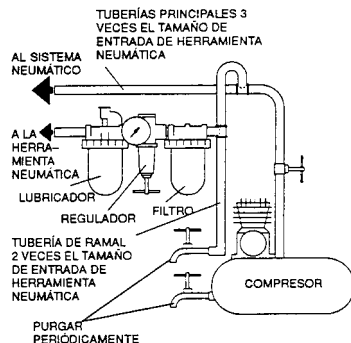 TUBERÍAS PRINCIPALES 3
VECES EL TAMAÑO DE
ENTRADA DE HERRAMIENTA
NEUMÁTICA
AL SISTEMA
NEUMÁTICO
A LA
HERRA-
MIENTA
NEUMÁTICA
LUBRICADOR
REGULADOR
FILTRO
TUBERÍA DE RAMAL
2 VECES EL TAMAÑO
DE ENTRADA DE
HERRAMIENTA
NEUMÁTICA
COMPRESOR
PURGAR
PERIÓDICAMENTE